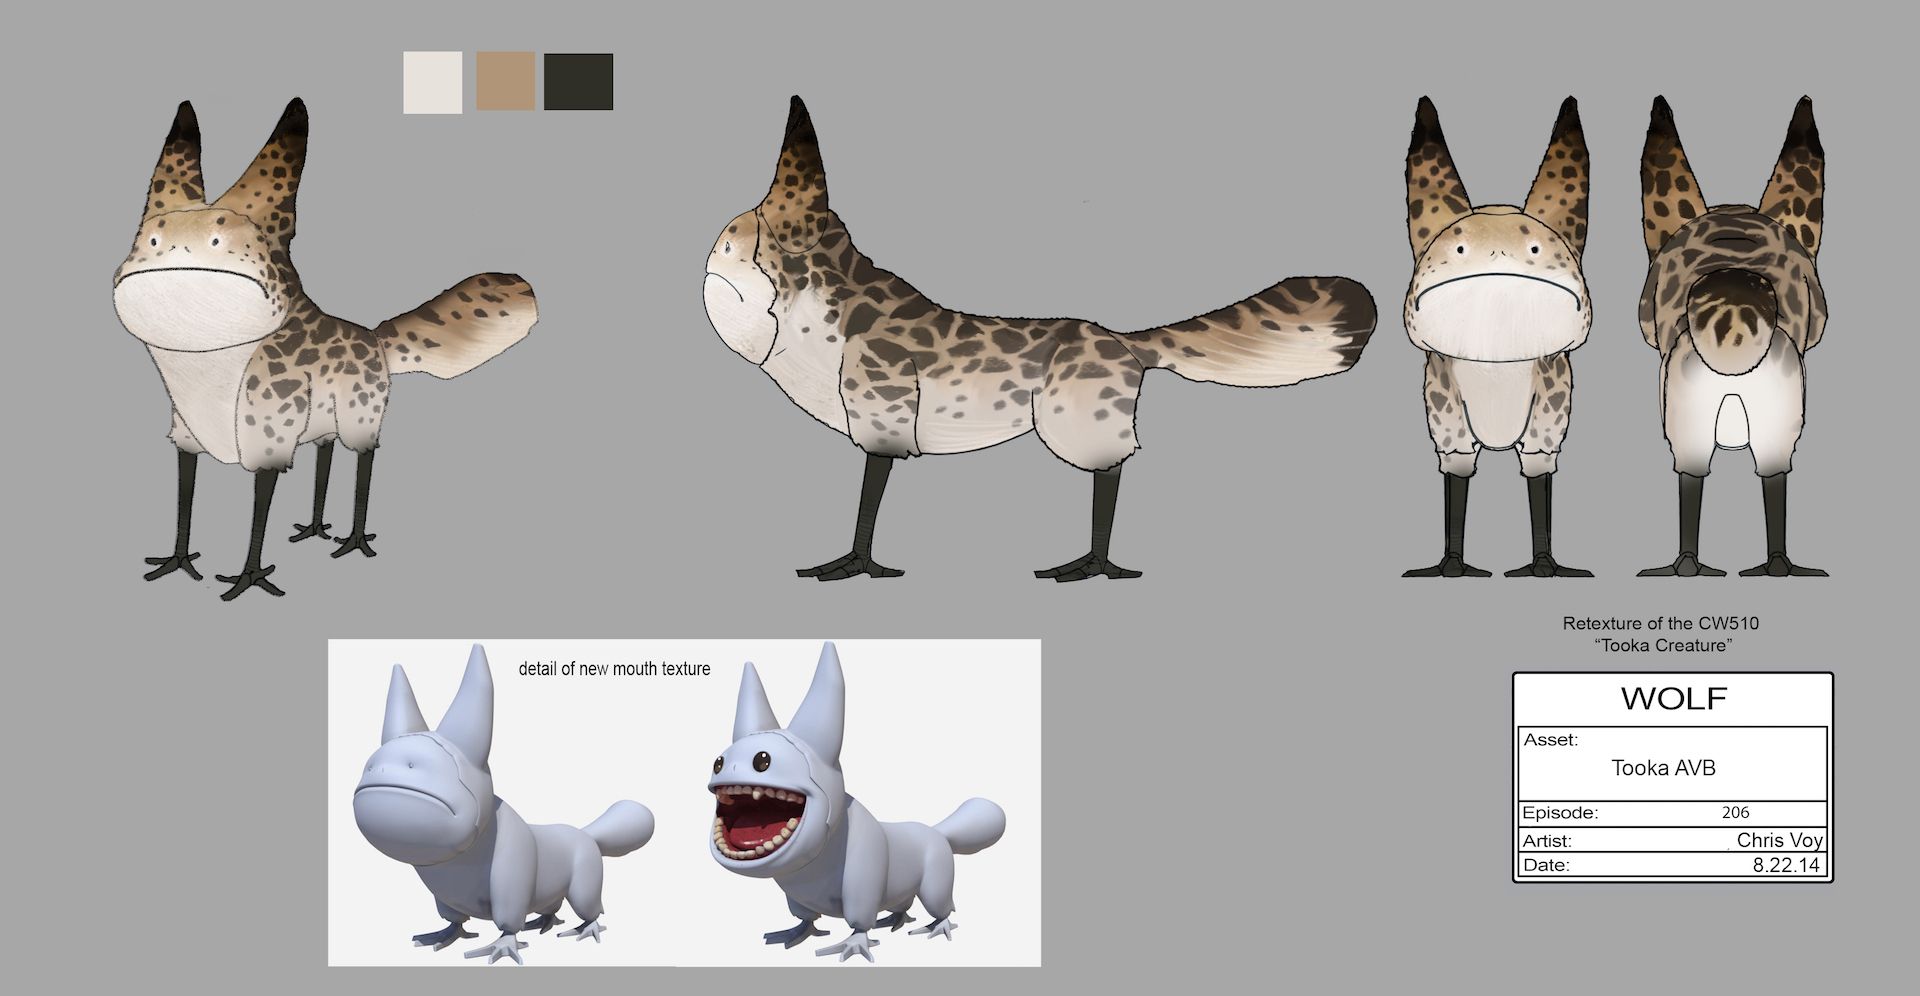 detail of new mouth texture
Retexture of the CW510
“Tooka Creature”
WOLF
Asset:
Tooka AVB
Episode: 206
Artist: Chris Voy
Date: 8.22.14